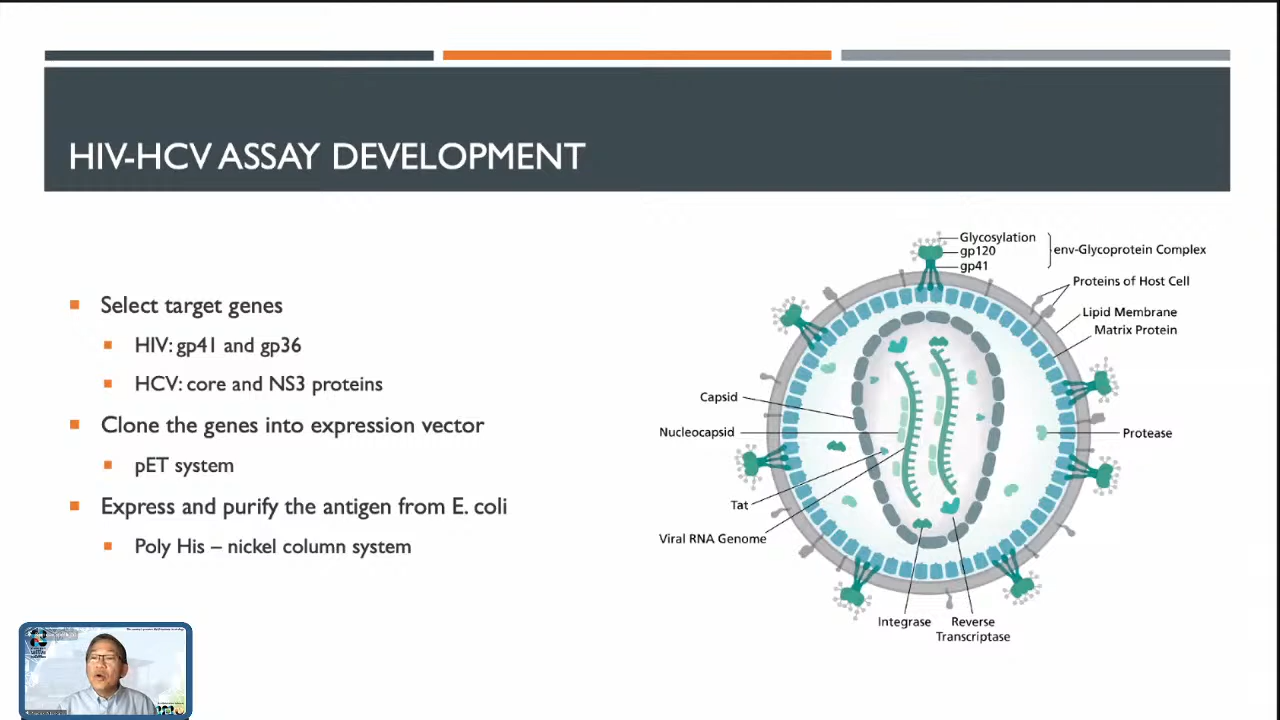 HIV-HCV ASSAY DEVELOPMENT
Select target genes
HIV: gp41 and gp36
HCV: core and NS3 proteins
Clone the genes into expression vector
pET system
Express and purify the antigen from E. coli
Poly His – nickel column system
Glycosylation
gp120
gp41
env-Glycoprotein Complex
Proteins of Host Cell
Lipid Membrane
Matrix Protein
Capsid
Nucleocapsid
Protease
Tat
Viral RNA Genome
Integrase
Reverse
Transcriptase